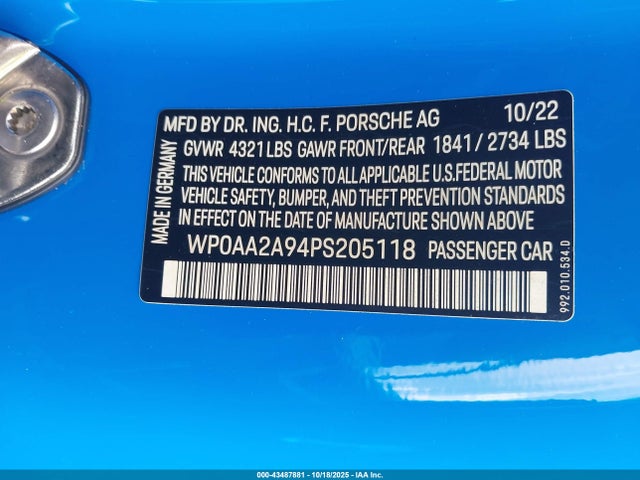 MFD BY DR. ING. H.C. F. PORSCHE AG 10/22
GVWR 4321 LBS GAWR FRONT/REAR 1841 / 2734 LBS
THIS VEHICLE CONFORMS TO ALL APPLICABLE U.S. FEDERAL MOTOR
VEHICLE SAFETY, BUMPER, AND THEFT PREVENTION STANDARDS
IN EFFECT ON THE DATE OF MANUFACTURE SHOWN ABOVE
WP0AA2A94PS205118 PASSENGER CAR
MADE IN GERMANY
992.010.534.D
000-43487881 - 10/18/2025 - IAA Inc.